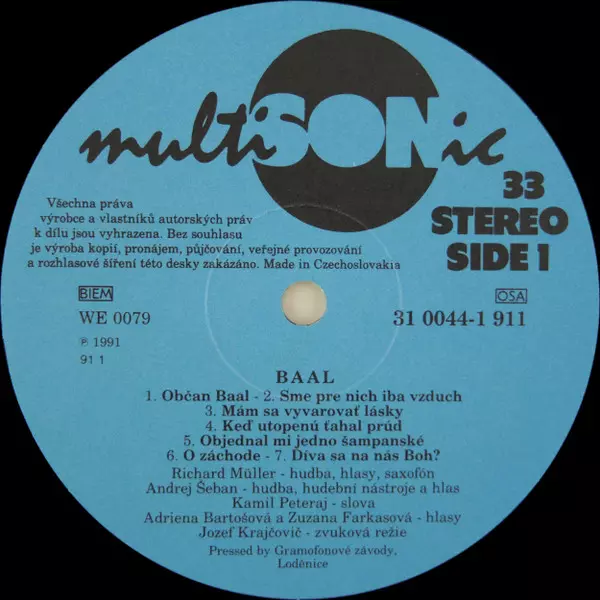 multiSONic
33
STEREO
SIDE 1
Všechna práva
výrobce a vlastníků autorských práv
k dílu jsou vyhrazena. Bez souhlasu
je výroba kopií, pronájem, půjčování, veřejné provozování
a rozhlasové šíření této desky zakázáno. Made in Czechoslovakia
BIEM
OSA
WE 0079
31 0044-1 911
℗ 1991
91 1
BAAL
1. Občan Baal - 2. Sme pre nich iba vzduch
3. Mám sa vyvarovať lásky
4. Keď utopenú ťahal prúd
5. Objednal mi jedno šampanské
6. O záchode - 7. Díva sa na nás Boh?
Richard Müller - hudba, hlasy, saxofón
Andrej Šeban - hudba, hudební nástroje a hlas
Kamil Peteraj - slova
Adriena Bartošová a Zuzana Farkasová - hlasy
Jozef Krajčovič - zvuková režie
Pressed by Gramofonové závody,
Loděnice